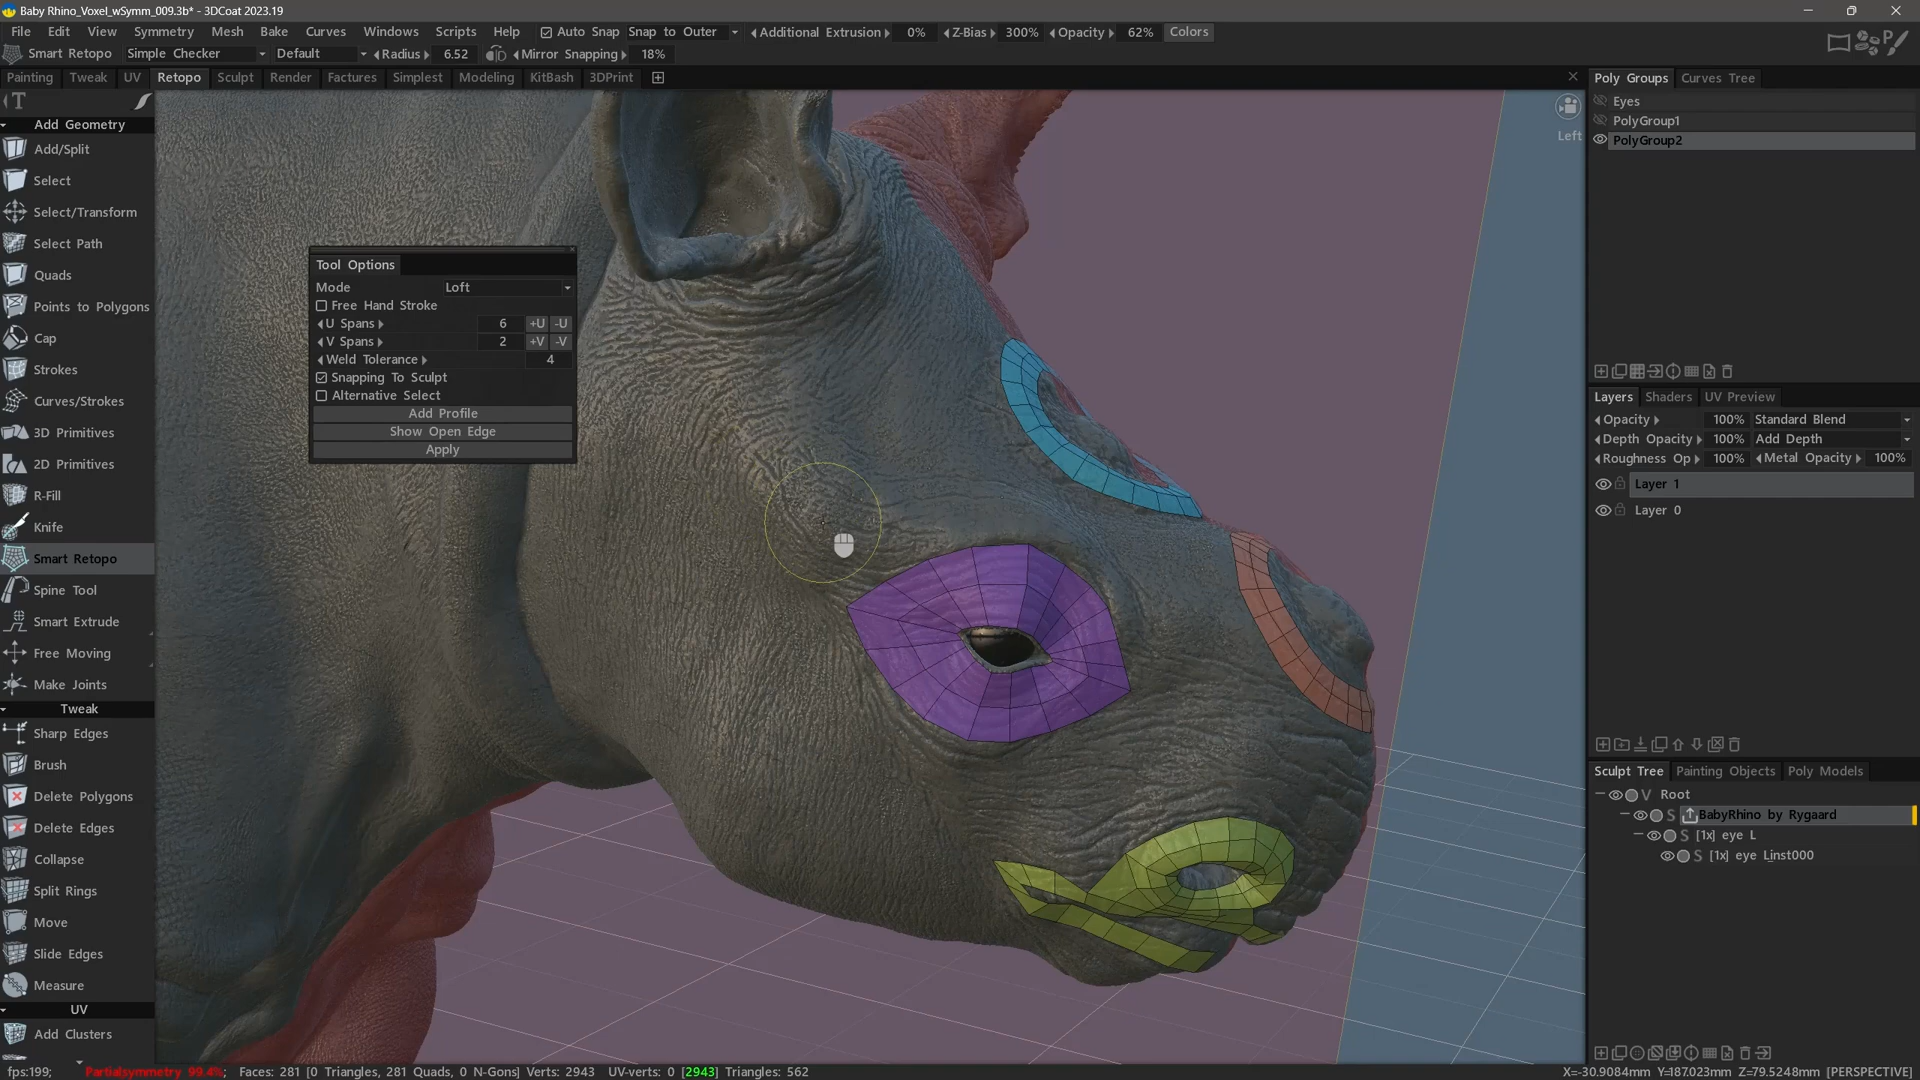 Baby Rhino_Voxel_wSymm_009.3b* - 3DCoat 2023.19
File Edit View Symmetry Mesh Bake Curves Windows Scripts Help Auto Snap Snap to Outer Additional Extrusion 0% Z-Bias 300% Opacity 62% Colors
Smart Retopo Simple Checker Default Radius 6.52 Mirror Snapping 18%
Painting Tweak UV Retopo Sculpt Render Factures Simplest Modeling KitBash 3DPrint
T
Add Geometry
Add/Split
Select
Select/Transform
Select Path
Quads
Points to Polygons
Cap
Strokes
Curves/Strokes
3D Primitives
2D Primitives
R-Fill
Knife
Smart Retopo
Spine Tool
Smart Extrude
Free Moving
Make Joints
Tweak
Sharp Edges
Brush
Delete Polygons
Delete Edges
Collapse
Split Rings
Move
Slide Edges
Measure
UV
Add Clusters
Tool Options
Mode Loft
Free Hand Stroke
U Spans 6 +U -U
V Spans 2 +V -V
Weld Tolerance 4
Snapping To Sculpt
Alternative Select
Add Profile
Show Open Edge
Apply
Left
Poly Groups Curves Tree
Eyes
PolyGroup1
PolyGroup2
Layers Shaders UV Preview
Opacity 100% Standard Blend
Depth Opacity 100% Add Depth
Roughness Op 100% Metal Opacity 100%
Layer 1
Layer 0
Sculpt Tree Painting Objects Poly Models
V Root
S BabyRhino by Rygaard
S [1x] eye L
S [1x] eye Linst000
fps:199; Partialsymmetry 99.4%; Faces: 281 [0 Triangles, 281 Quads, 0 N-Gons] Verts: 2943 UV-verts: 0 [2943] Triangles: 562
X=-30.9084mm Y=187.023mm Z=79.5248mm [PERSPECTIVE]